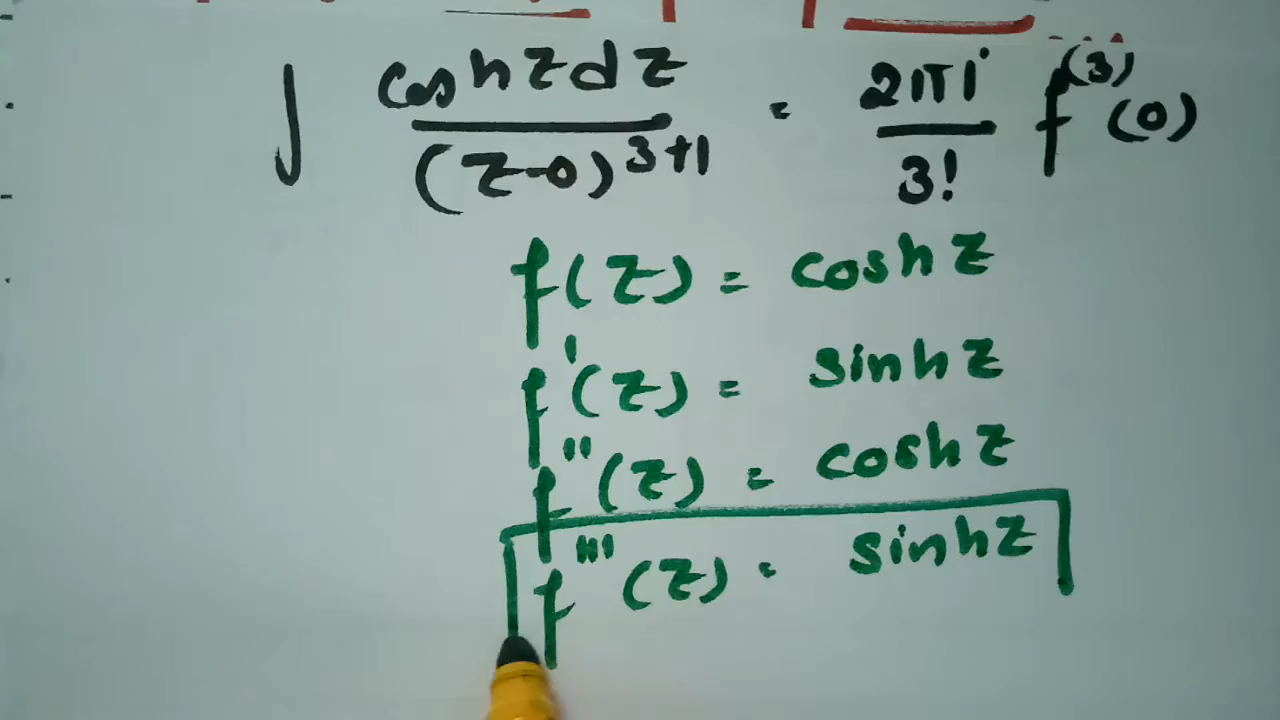 ∫ cosh z dz / (z-0)^{3+1} = 2πi / 3! f^{(3)} (0)
f(z) = cosh z
f'(z) = sinh z
f''(z) = cosh z
f'''(z) = sinh z